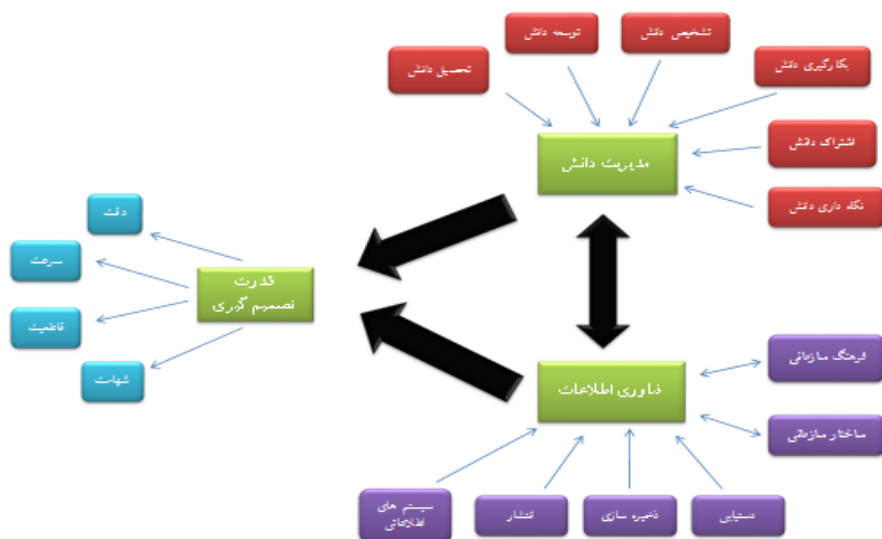 تشخیص دانش
توسعه دانش
تحصیل دانش
بکارگیری دانش
مدیریت دانش
اشتراک دانش
نگاه داری دانش
دقت
سرعت
قدرت
تصمیم گیری
قاطعیت
شهامت
فناوری اطلاعات
فرهنگ سازمانی
ساختار سازمانی
دستیابی
ذخیره سازی
انتشار
سیستم های
اطلاعاتی